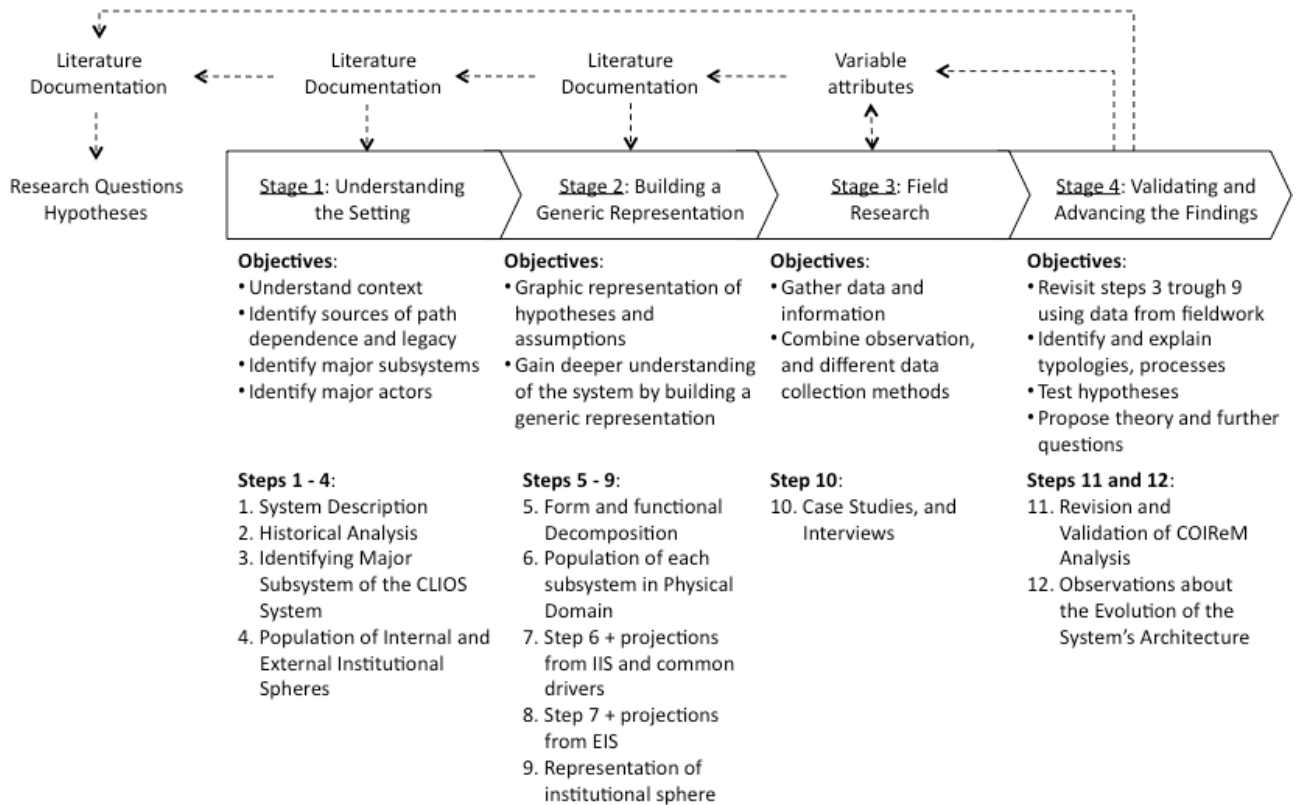 Literature
Documentation
Literature
Documentation
Literature
Documentation
Variable
attributes
Research Questions
Hypotheses
Stage 1: Understanding
the Setting
Stage 2: Building a
Generic Representation
Stage 3: Field
Research
Stage 4: Validating and
Advancing the Findings
Objectives:
• Understand context
• Identify sources of path
dependence and legacy
• Identify major subsystems
• Identify major actors
Objectives:
• Graphic representation of
hypotheses and
assumptions
• Gain deeper understanding
of the system by building a
generic representation
Objectives:
• Gather data and
information
• Combine observation,
and different data
collection methods
Objectives:
• Revisit steps 3 trough 9
using data from fieldwork
• Identify and explain
typologies, processes
• Test hypotheses
• Propose theory and further
questions
Steps 1 - 4:
1. System Description
2. Historical Analysis
3. Identifying Major
Subsystem of the CLIOS
System
4. Population of Internal and
External Institutional
Spheres
Steps 5 - 9:
5. Form and functional
Decomposition
6. Population of each
subsystem in Physical
Domain
7. Step 6 + projections
from IIS and common
drivers
8. Step 7 + projections
from EIS
9. Representation of
institutional sphere
Step 10:
10. Case Studies, and
Interviews
Steps 11 and 12:
11. Revision and
Validation of COIReM
Analysis
12. Observations about
the Evolution of the
System's Architecture